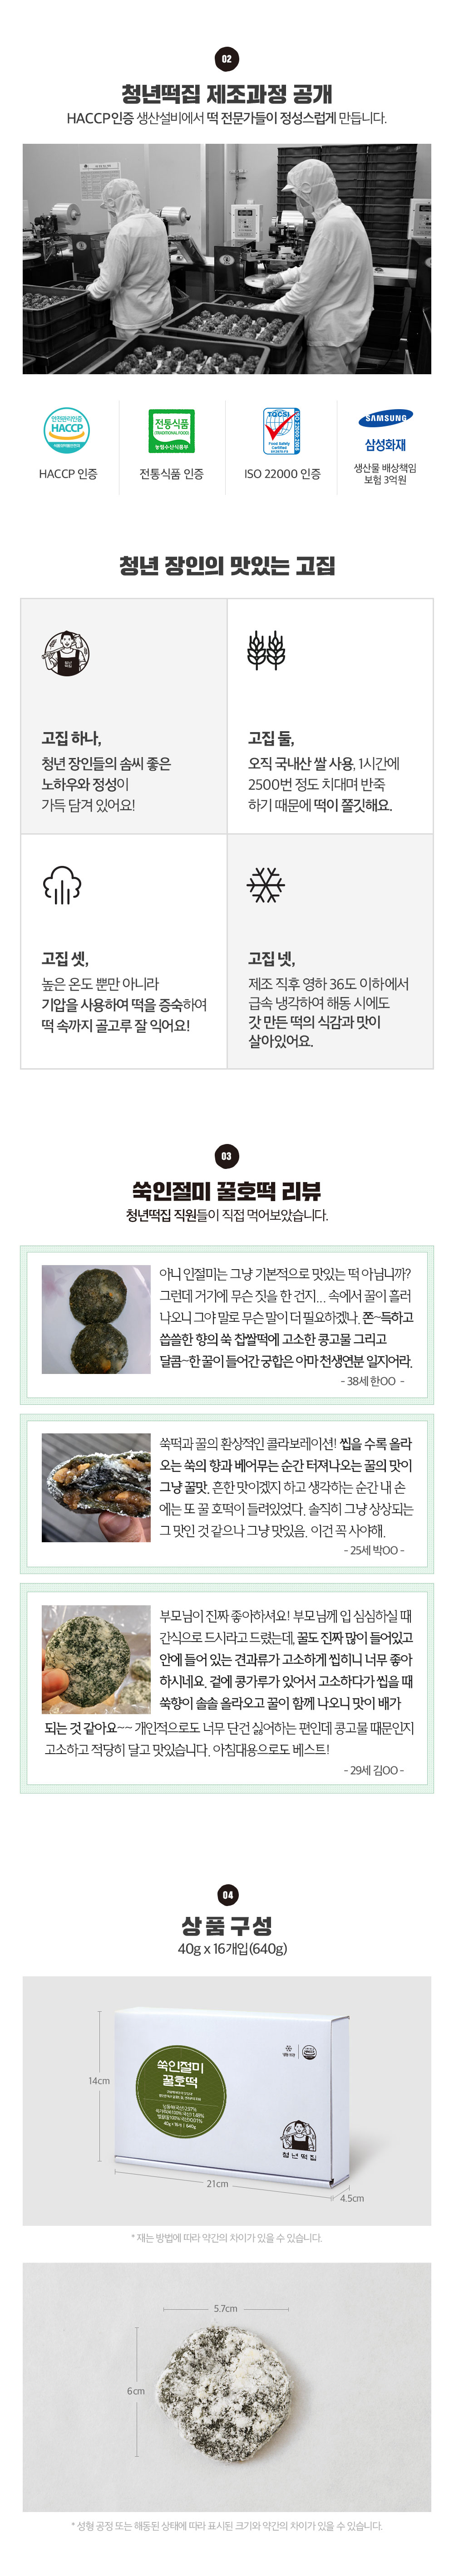 02
청년떡집 제조과정 공개
HACCP인증 생산설비에서 떡 전문가들이 정성스럽게 만듭니다.
안전관리인증
HACCP
전통식품
(TRADITIONAL FOOD)
농림축산식품부
TQCSI
Food Safety
Certified
SAMSUNG
삼성화재
HACCP 인증
전통식품 인증
ISO 22000 인증
생산물 배상책임
보험 3억원
청년 장인의 맛있는 고집
청년
떡집
고집 하나,
청년 장인들의 솜씨 좋은
노하우와 정성이
가득 담겨 있어요!
고집 둘,
오직 국내산 쌀 사용, 1시간에
2500번 정도 치대며 반죽
하기 때문에 떡이 쫄깃해요.
고집 셋,
높은 온도 뿐만 아니라
기압을 사용하여 떡을 증숙하여
떡 속까지 골고루 잘 익어요!
고집 넷,
제조 직후 영하 36도 이하에서
급속 냉각하여 해동 시에도
갓 만든 떡의 식감과 맛이
살아있어요.
03
쑥인절미 꿀호떡 리뷰
청년떡집 직원들이 직접 먹어보았습니다.
아니 인절미는 그냥 기본적으로 맛있는 떡 아닙니까?
그런데 거기에 무슨 짓을 한 건지... 속에서 꿀이 흘러
나오니 그야 말로 무슨 말이 더 필요하겠나. 쫀~득하고
씁쓸한 향의 쑥 찹쌀떡에 고소한 콩고물 그리고
달콤~한 꿀이 들어간 궁합은 아마 천생연분 일지어라.
- 38세 한OO -
쑥떡과 꿀의 환상적인 콜라보레이션! 씹을 수록 올라
오는 쑥의 향과 베어무는 순간 터져나오는 꿀의 맛이
그냥 꿀맛. 흔한 맛이겠지 하고 생각하는 순간 내 손
에는 또 꿀 호떡이 들려있었다. 솔직히 그냥 상상되는
그 맛인 것 같으나 그냥 맛있음. 이건 꼭 사야해.
- 25세 박OO -
부모님이 진짜 좋아하셔요! 부모님께 입 심심하실 때
간식으로 드시라고 드렸는데, 꿀도 진짜 많이 들어있고
안에 들어 있는 견과류가 고소하게 씹히니 너무 좋아
하시네요. 겉에 콩가루가 있어서 고소하다가 씹을 때
쑥향이 솔솔 올라오고 꿀이 함께 나오니 맛이 배가
되는 것 같아요~~ 개인적으로도 너무 단건 싫어하는 편인데 콩고물 때문인지
고소하고 적당히 달고 맛있습니다. 아침대용으로도 베스트!
- 29세 김OO -
04
상품구성
40g x 16개입(640g)
쑥인절미
꿀호떡
40g x 16개 | 640g
청년떡집
14cm
21cm
4.5cm
* 재는 방법에 따라 약간의 차이가 있을 수 있습니다.
5.7cm
6cm
* 성형 공정 또는 해동된 상태에 따라 표시된 크기와 약간의 차이가 있을 수 있습니다.